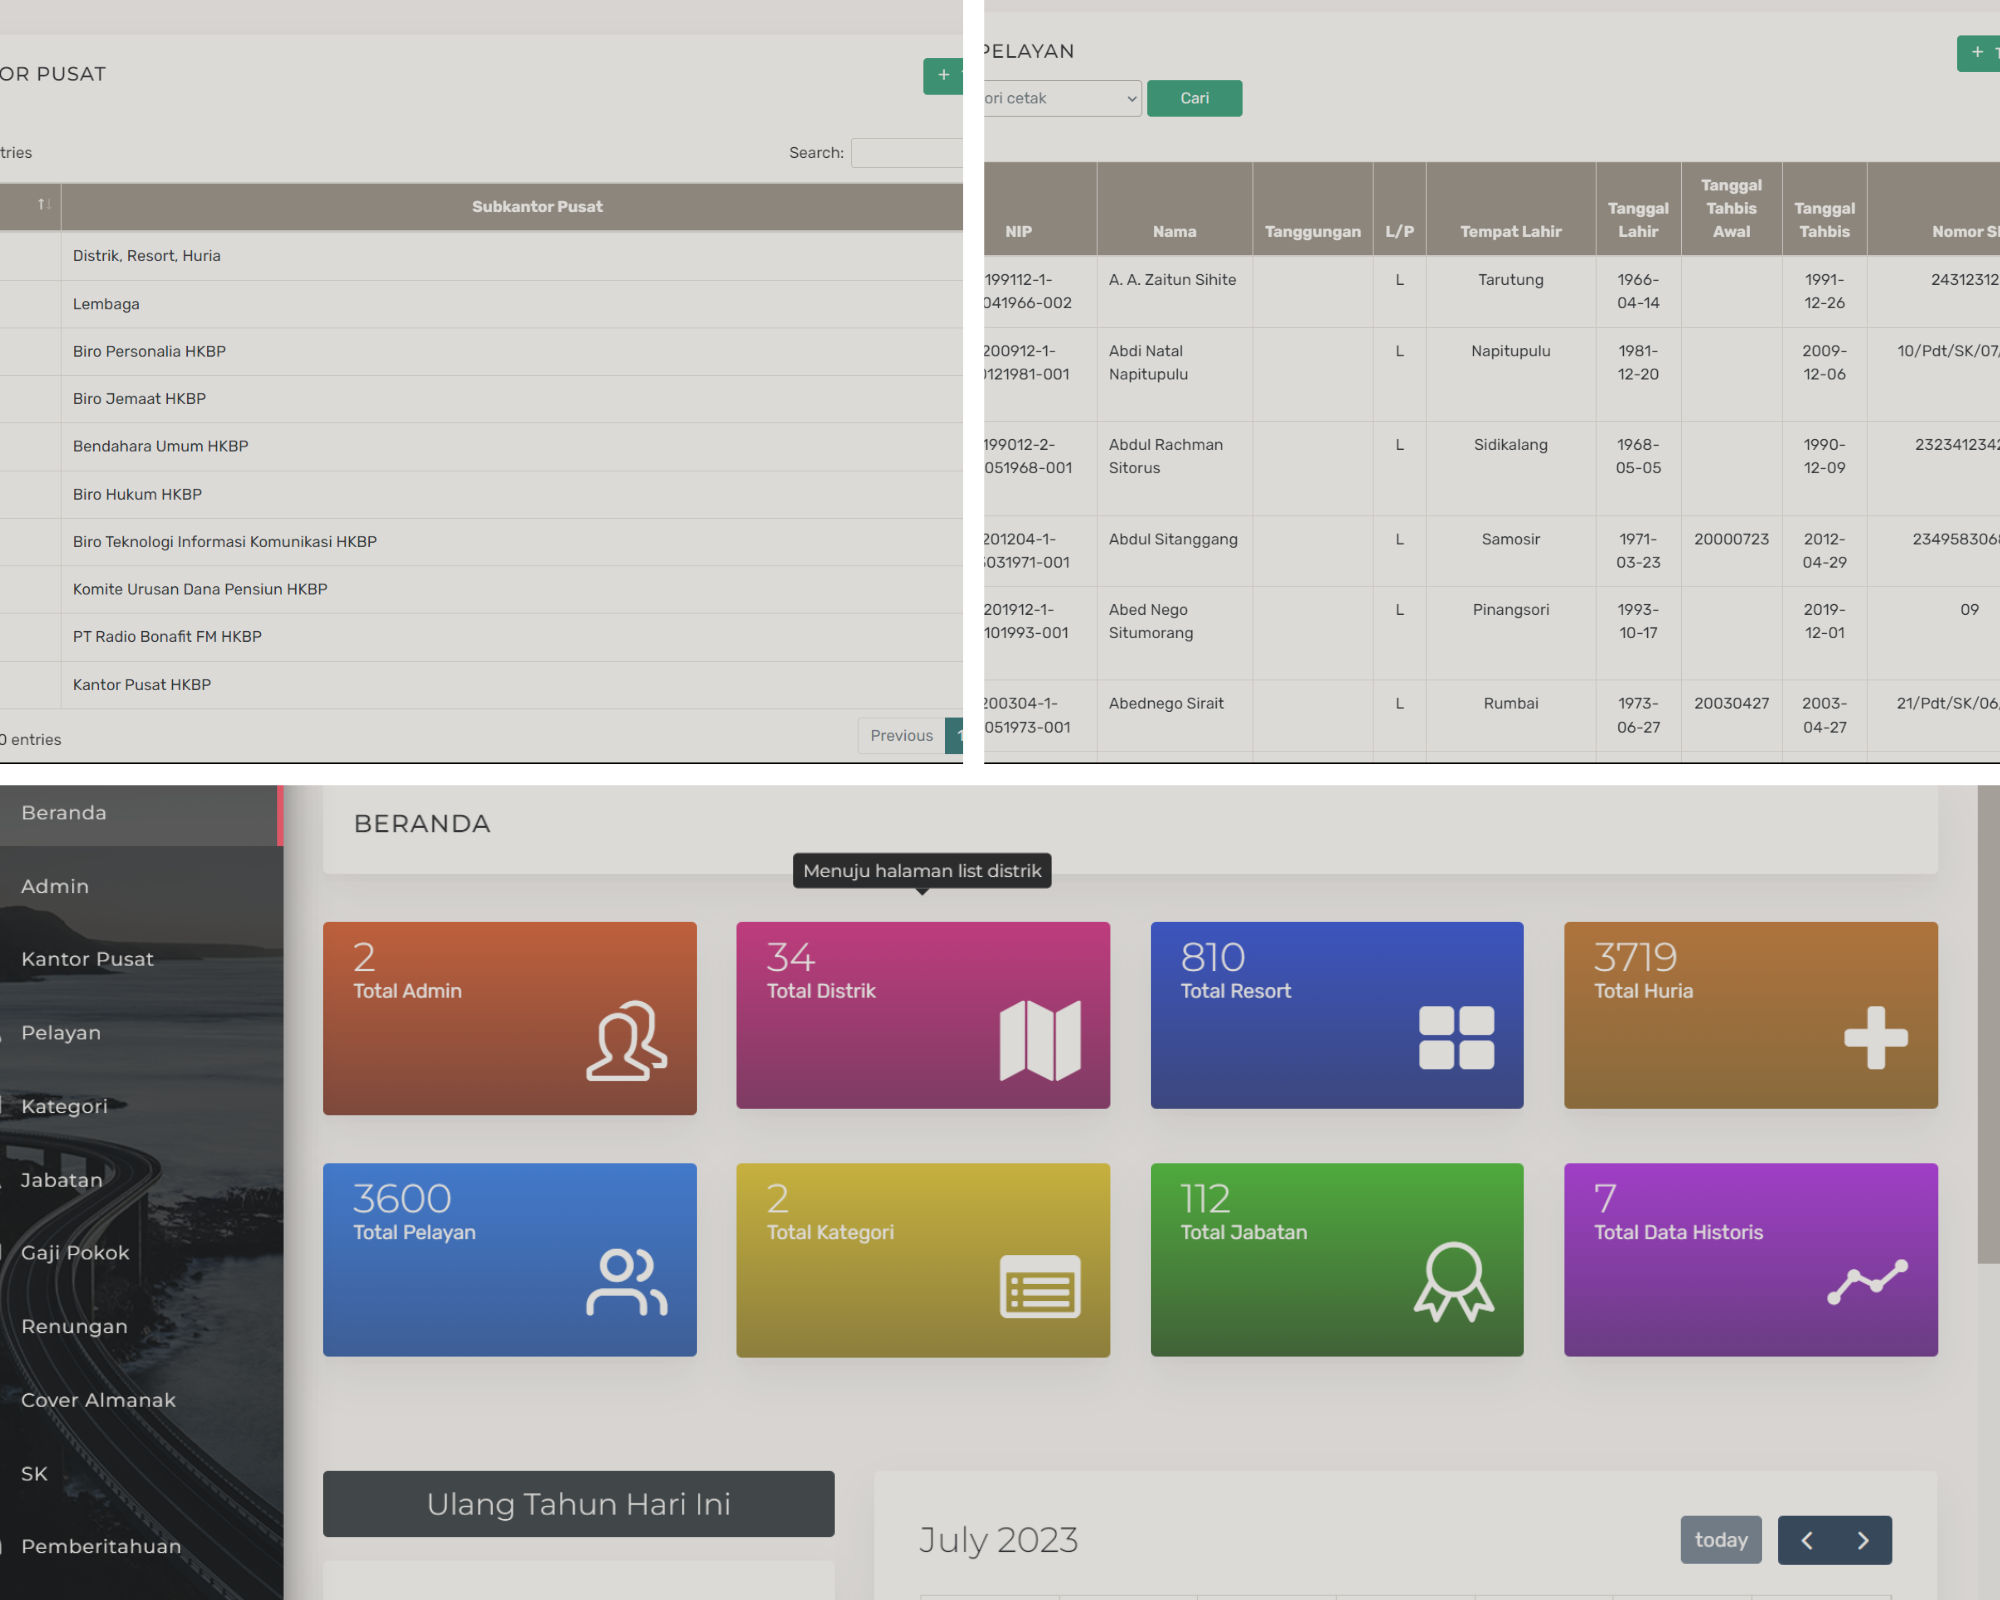 OR PUSAT
+
tries
Search:
Subkantor Pusat
Distrik, Resort, Huria
Lembaga
Biro Personalia HKBP
Biro Jemaat HKBP
Bendahara Umum HKBP
Biro Hukum HKBP
Biro Teknologi Informasi Komunikasi HKBP
Komite Urusan Dana Pensiun HKBP
PT Radio Bonafit FM HKBP
Kantor Pusat HKBP
0 entries
Previous 1
PELAYAN
+ T
ori cetak
Cari
NIP Nama Tanggungan L/P Tempat Lahir Tanggal Lahir Tanggal Tahbis Awal Tanggal Tahbis Nomor S
199112-1- A. A. Zaitun Sihite L Tarutung 1966- 1991- 24312312
041966-002 04-14 12-26
200912-1- Abdi Natal L Napitupulu 1981- 2009- 10/Pdt/SK/07/
121981-001 Napitupulu 12-20 12-06
199012-2- Abdul Rachman L Sidikalang 1968- 1990- 2323412342
051968-001 Sitorus 05-05 12-09
201204-1- Abdul Sitanggang L Samosir 1971- 20000723 2012- 2349583068
031971-001 03-23 04-29
201912-1- Abed Nego L Pinangsori 1993- 2019- 09
101993-001 Situmorang 10-17 12-01
200304-1- Abednego Sirait L Rumbai 1973- 20030427 2003- 21/Pdt/SK/06
051973-001 06-27 04-27
Beranda
Admin
Kantor Pusat
Pelayan
Kategori
Jabatan
Gaji Pokok
Renungan
Cover Almanak
SK
Pemberitahuan
BERANDA
Menuju halaman list distrik
2
Total Admin
34
Total Distrik
810
Total Resort
3719
Total Huria
3600
Total Pelayan
2
Total Kategori
112
Total Jabatan
7
Total Data Historis
Ulang Tahun Hari Ini
July 2023
today